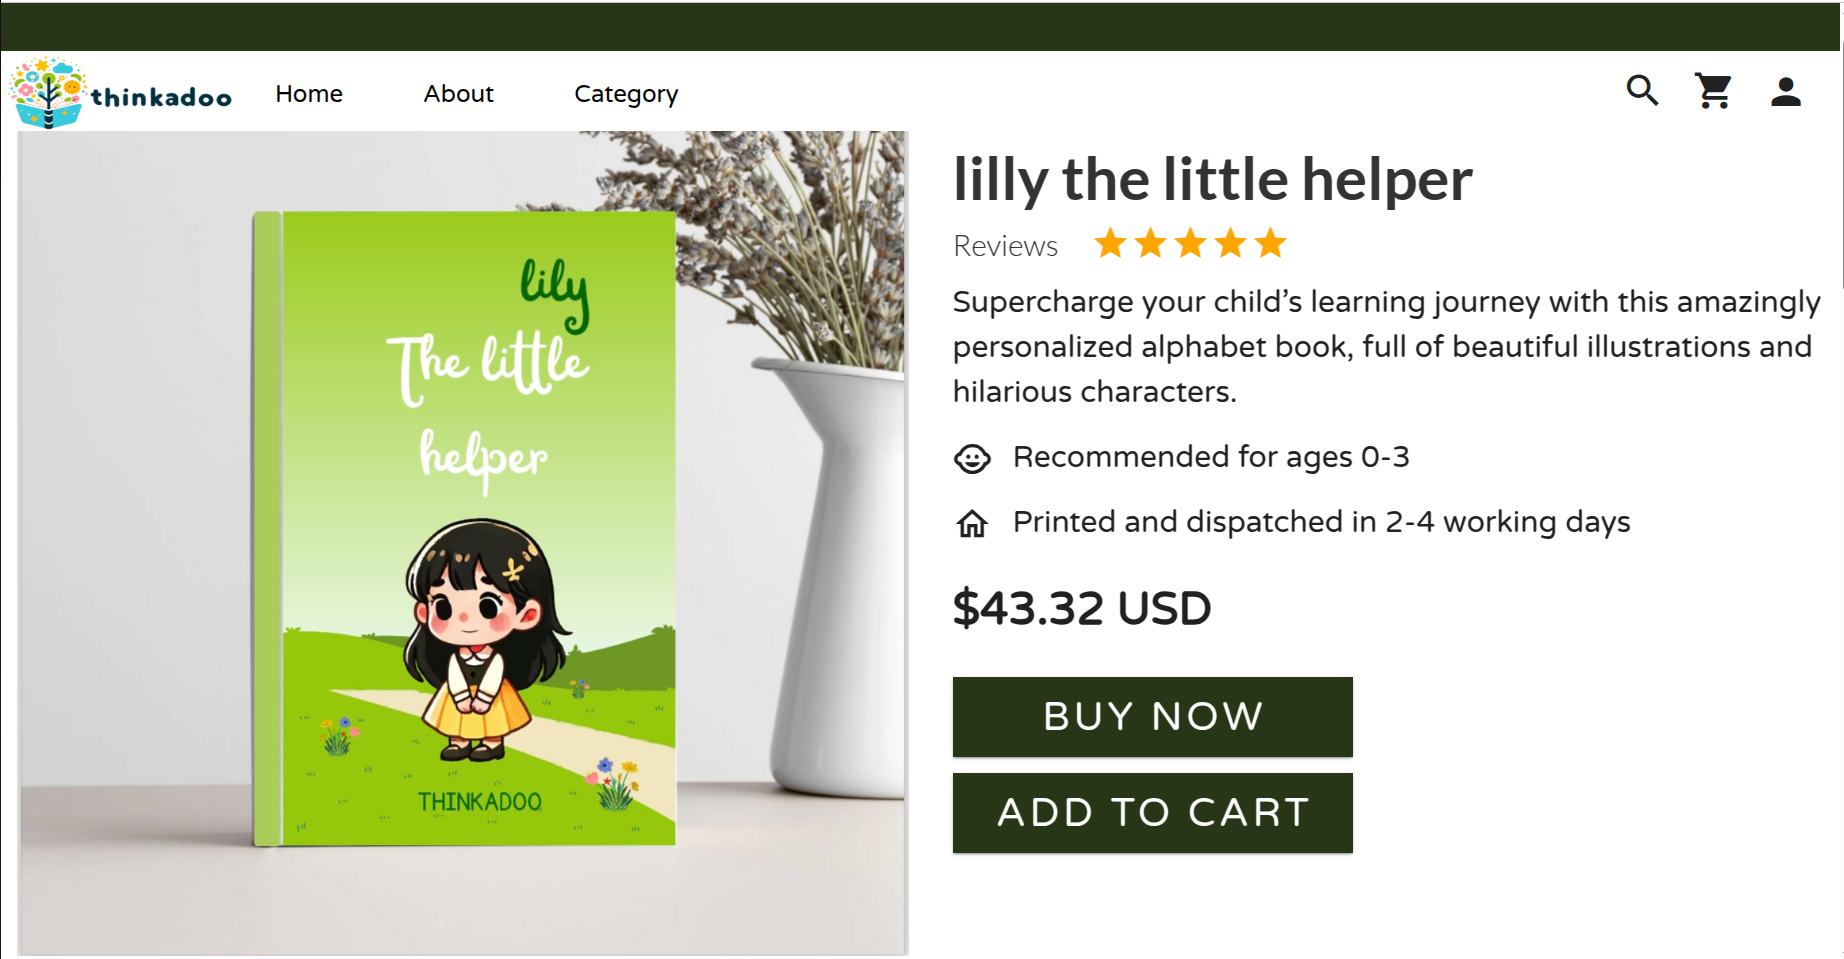 thinkadoo
Home
About
Category
lily
The little
helper
THINKADOO
lilly the little helper
Reviews
Supercharge your child’s learning journey with this amazingly
personalized alphabet book, full of beautiful illustrations and
hilarious characters.
Recommended for ages 0-3
Printed and dispatched in 2-4 working days
$43.32 USD
BUY NOW
ADD TO CART